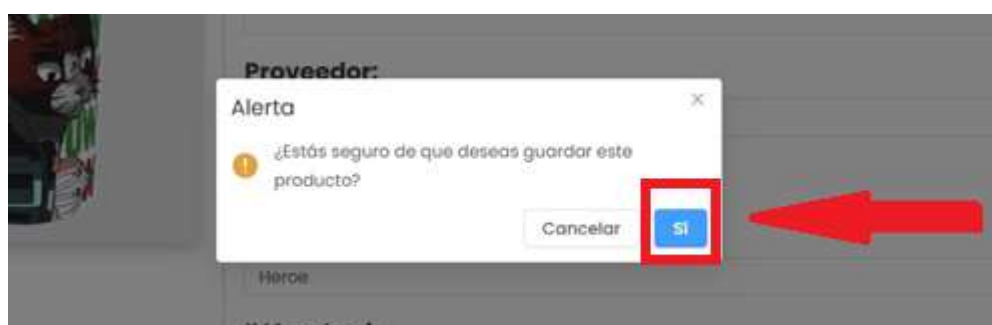 Proveedor:
Alerta
¿Estás seguro de que deseas guardar este
producto?
Cancelar
Sí
Heroe